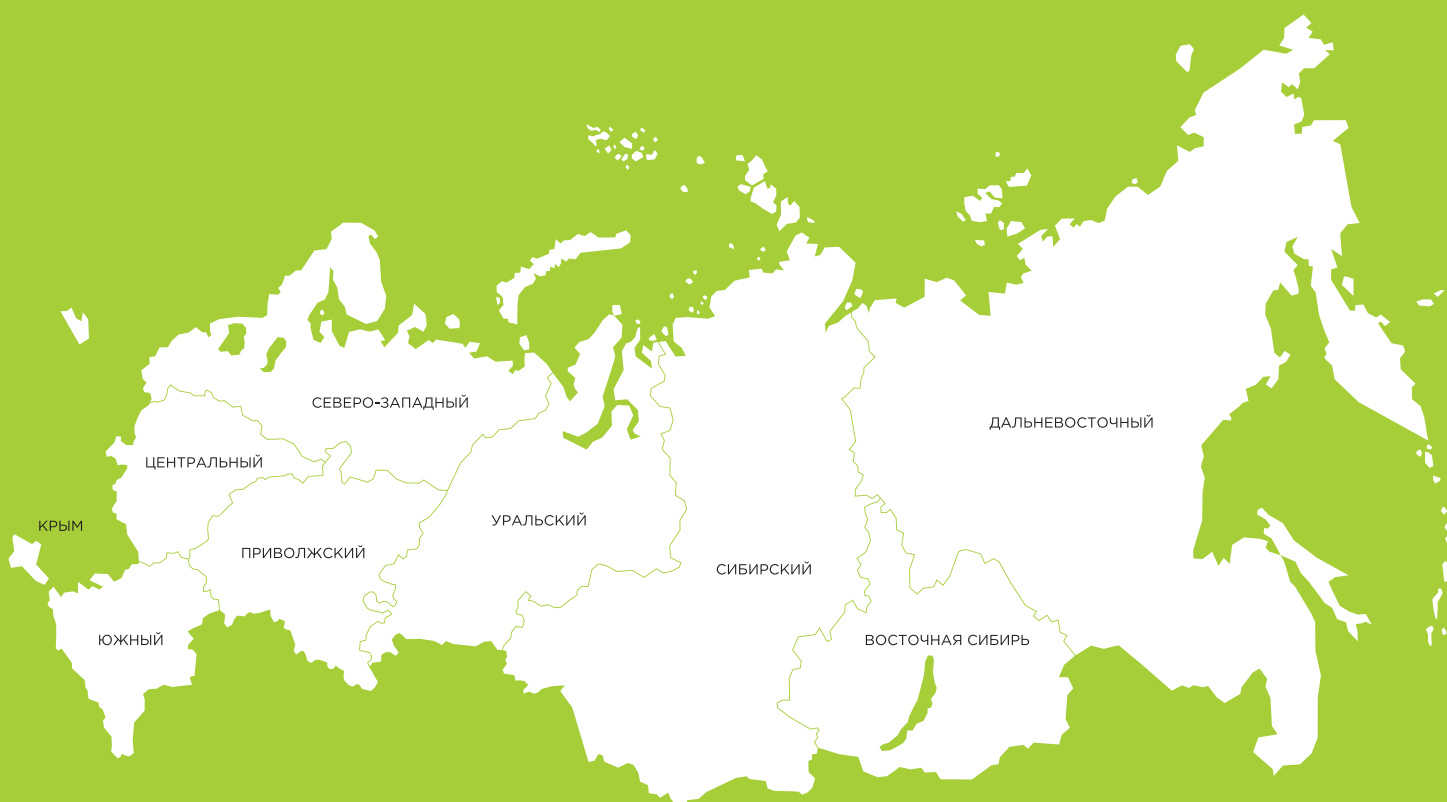 СЕВЕРО-ЗАПАДНЫЙ
ДАЛЬНЕВОСТОЧНЫЙ
ЦЕНТРАЛЬНЫЙ
КРЫМ
УРАЛЬСКИЙ
ПРИВОЛЖСКИЙ
СИБИРСКИЙ
ЮЖНЫЙ
ВОСТОЧНАЯ СИБИРЬ